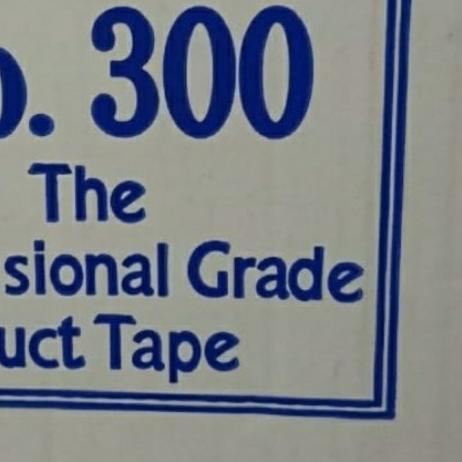 . 300
The
sional Grade
uct Tape